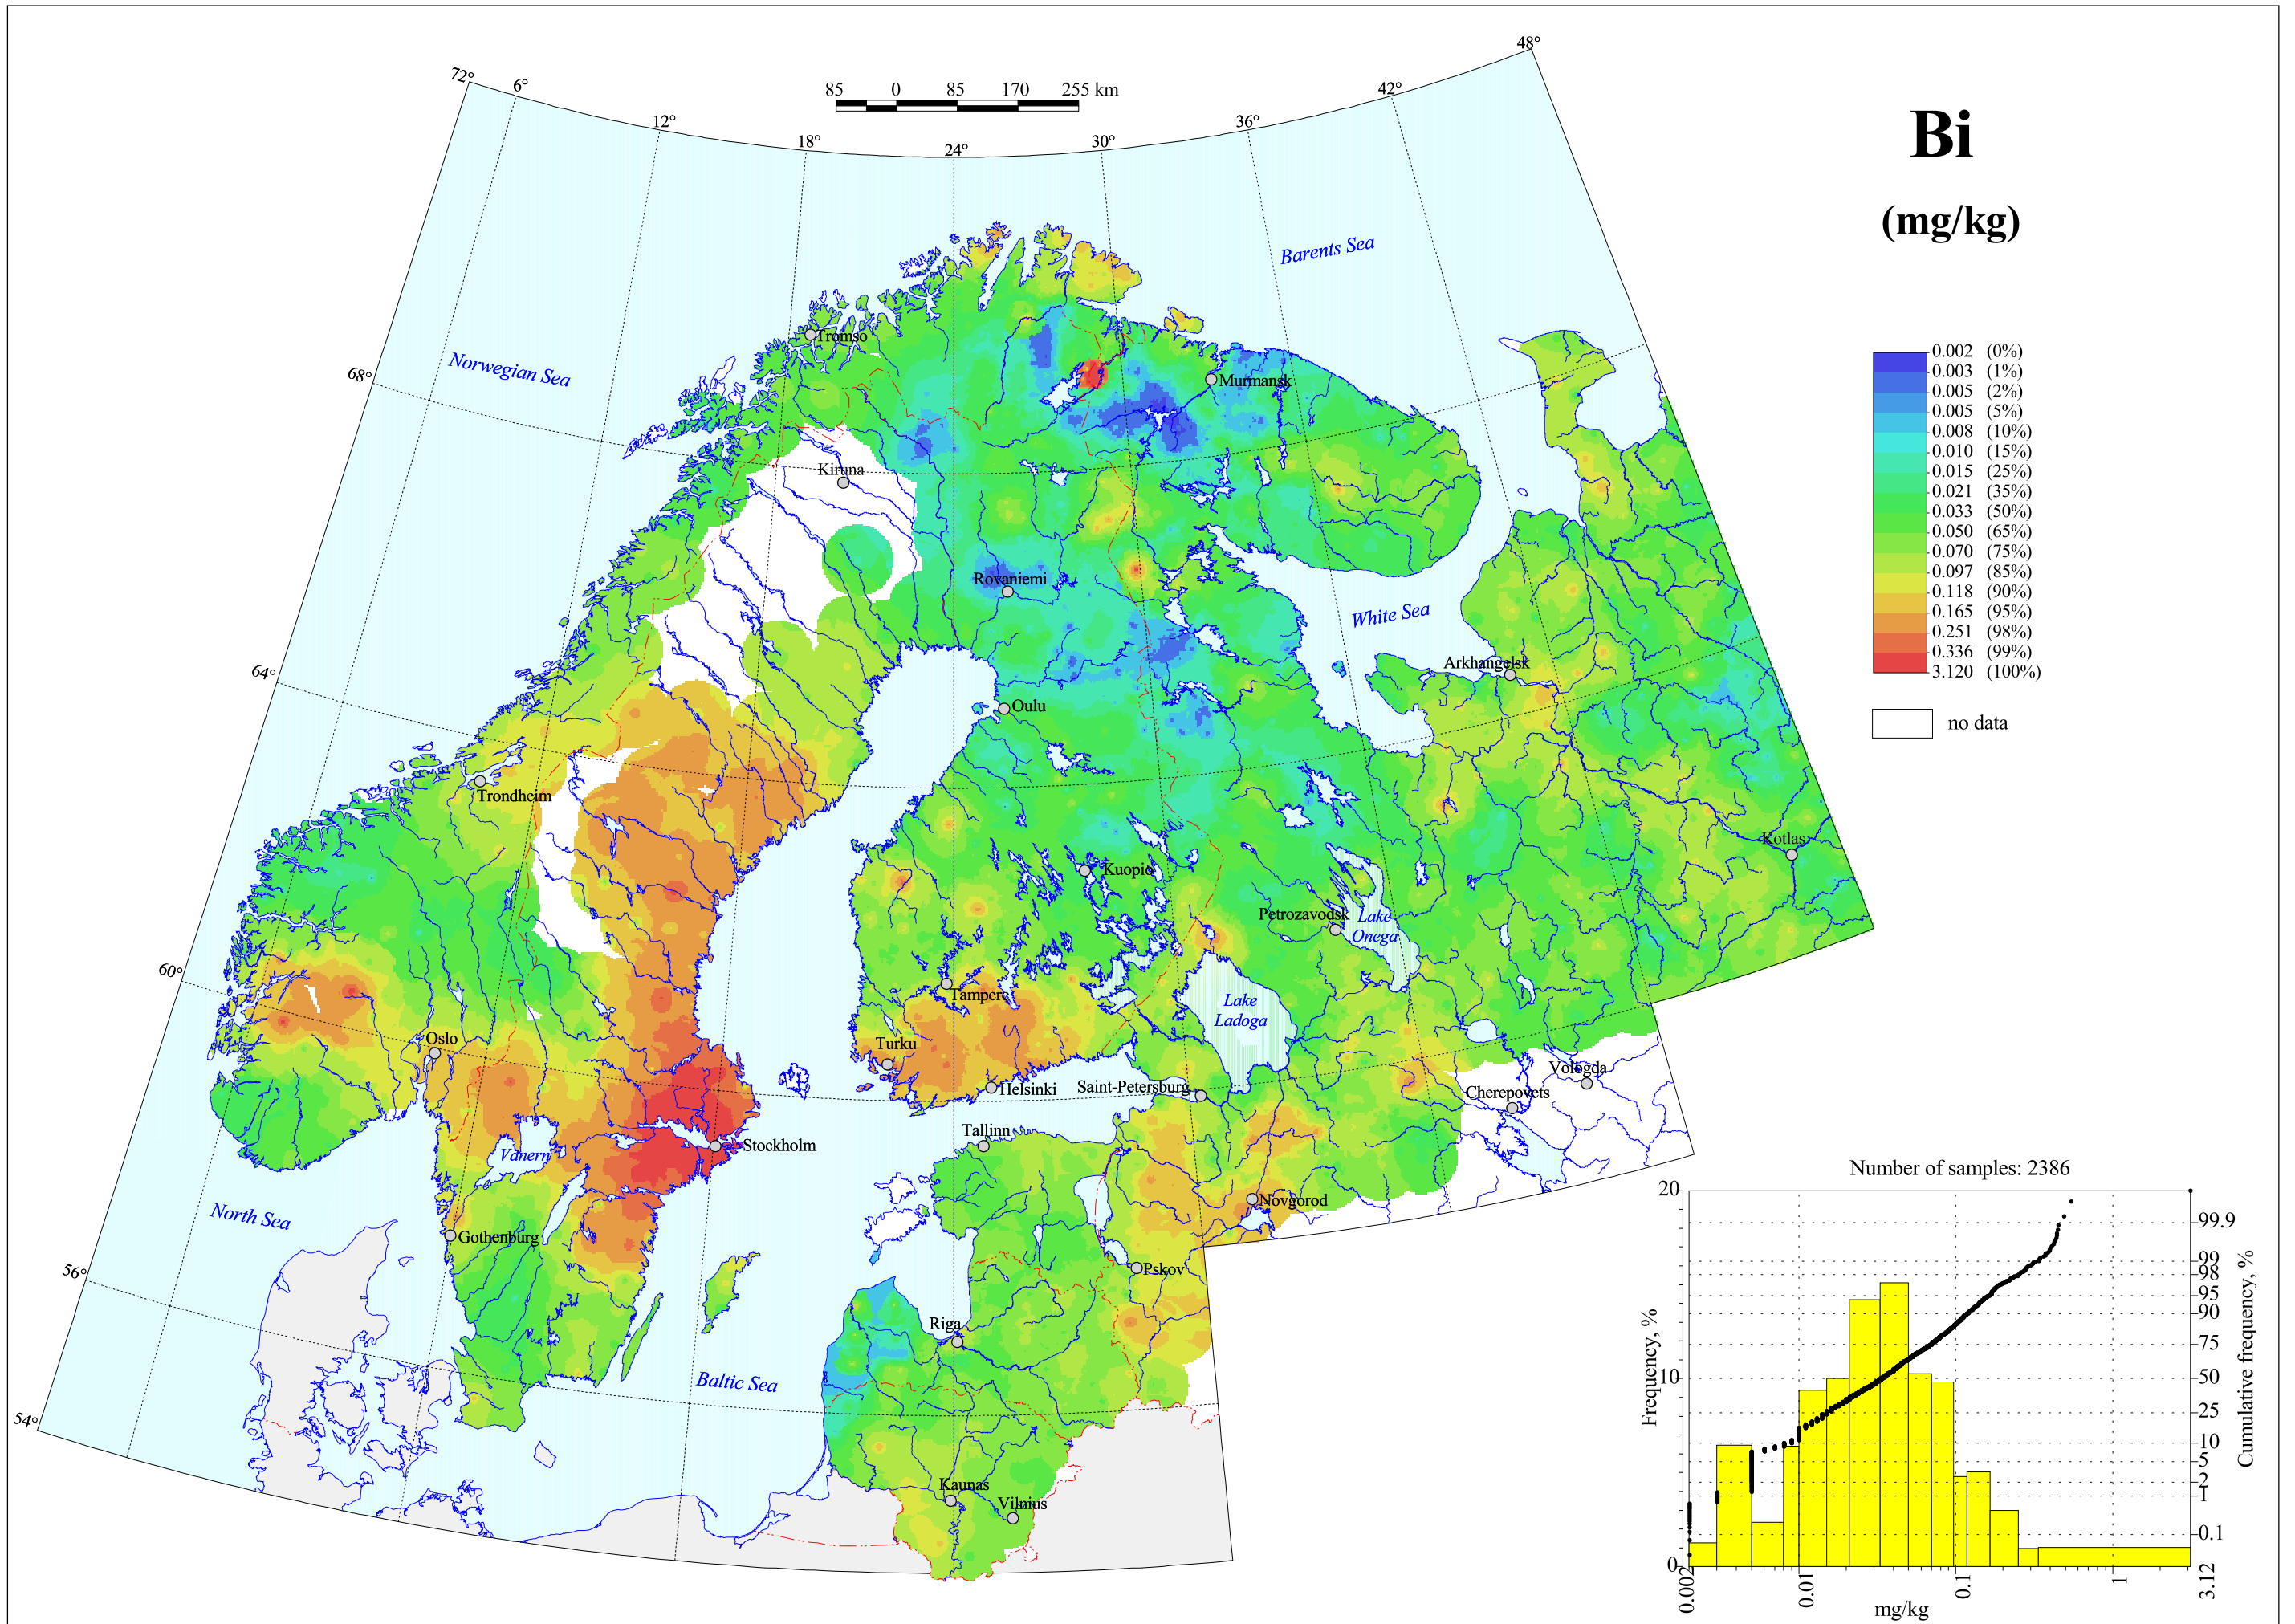 48°
72°
6°
42°
85 0 85 170 255 km
12°
36°
18°
30°
24°
Bi
(mg/kg)
Barents Sea
Tromso
Norwegian Sea
68°
Murmansk
0.002 (0%)
0.003 (1%)
0.005 (2%)
0.005 (5%)
0.008 (10%)
0.010 (15%)
0.015 (25%)
0.021 (35%)
0.033 (50%)
0.050 (65%)
0.070 (75%)
0.097 (85%)
0.118 (90%)
0.165 (95%)
0.251 (98%)
0.336 (99%)
3.120 (100%)
no data
Kiruna
Rovaniemi
White Sea
Arkhangelsk
64°
Oulu
Trondheim
Kotlas
Kuopio
Petrozavodsk
Lake
Onega
60°
Tampere
Lake
Ladoga
Oslo
Turku
Helsinki
Saint-Petersburg
Vologda
Cherepovets
Tallinn
Stockholm
Vänern
Novgorod
North Sea
Gothenburg
Pskov
56°
Riga
Baltic Sea
54°
Kaunas
Vilnius
Number of samples: 2386
20
10
0
Frequency, %
99.9
99
98
95
90
75
50
25
10
5
2
1
0.1
Cumulative frequency, %
0.002
0.01
0.1
1
3.12
mg/kg